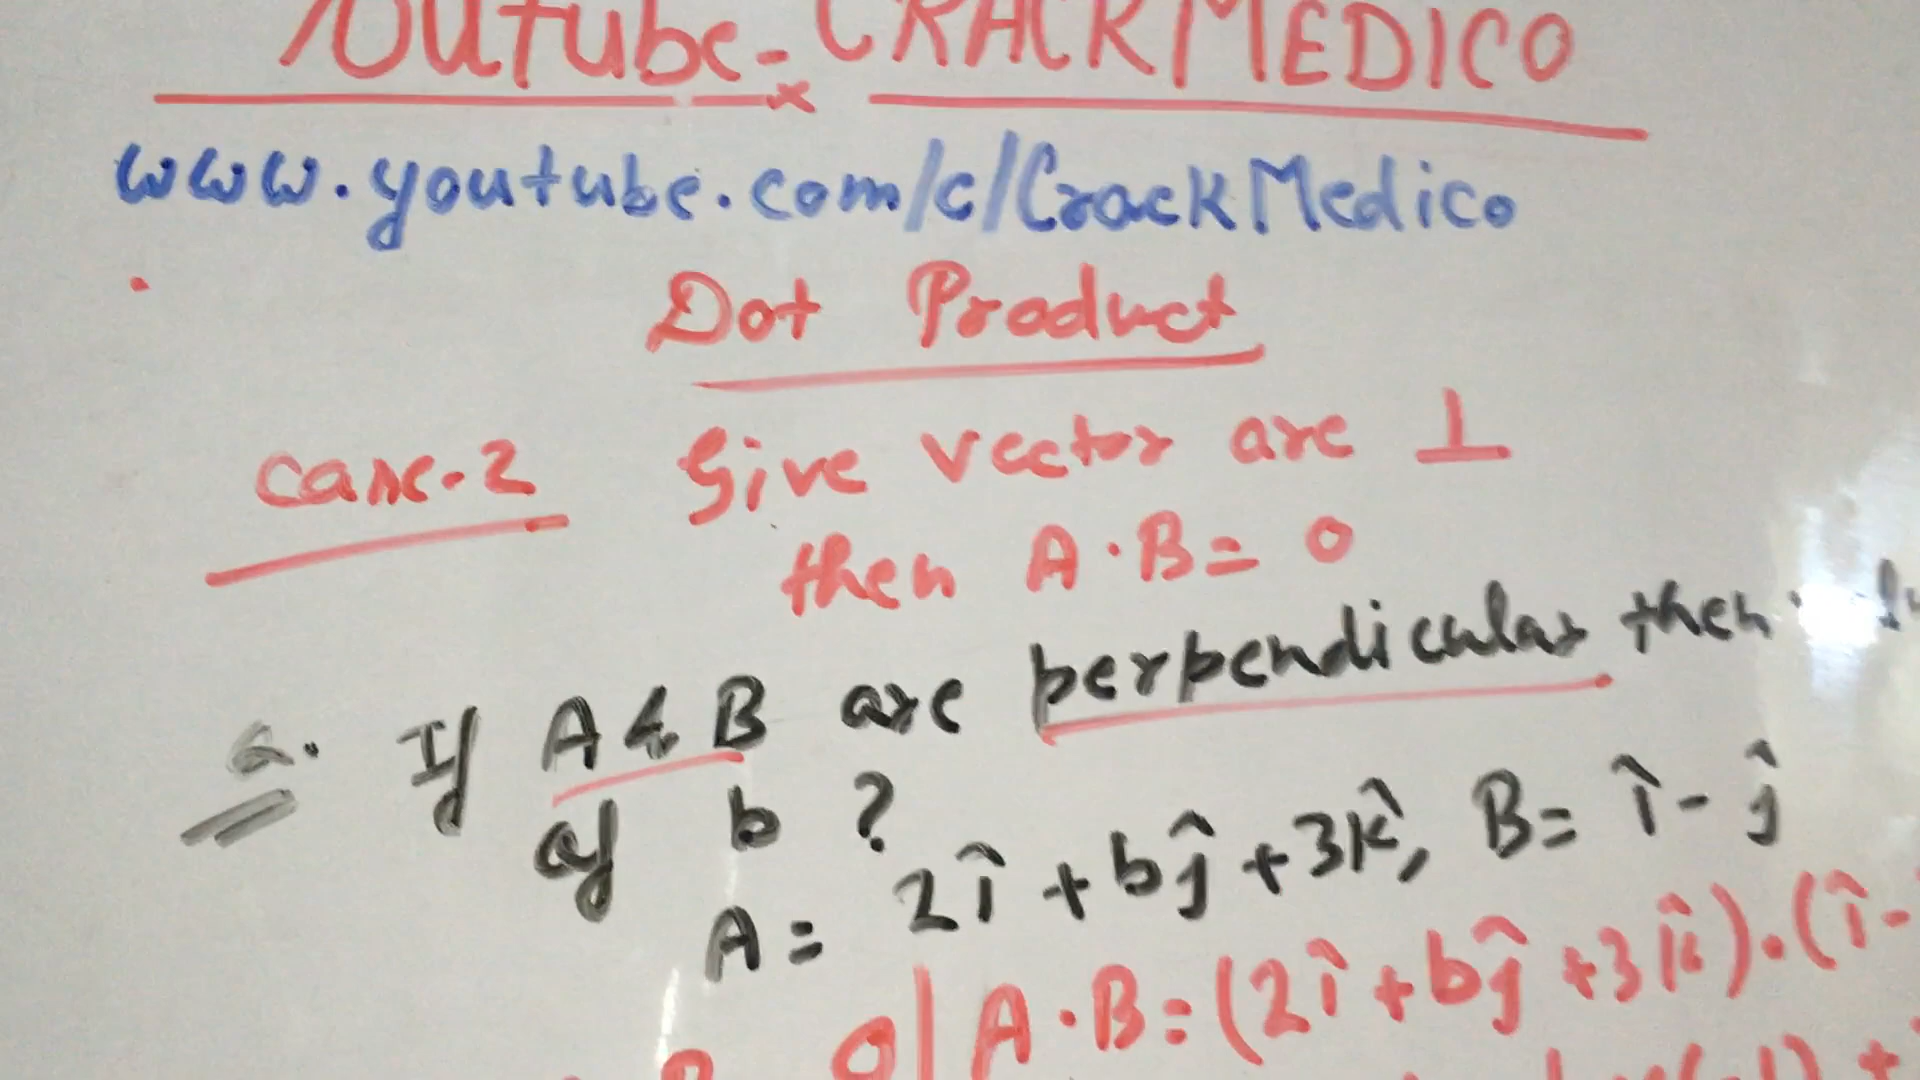 Youtube - CRACKMEDICO
www.youtube.com/c/CrackMedico
Dot Product
case.2 Give vector are ⊥
then A·B= 0
Q. If A & B are perpendicular then
of b ?
A = 2î + bĵ + 3k̂, B = î - ĵ
0 | A·B = (2î + bĵ + 3k̂)·(î -